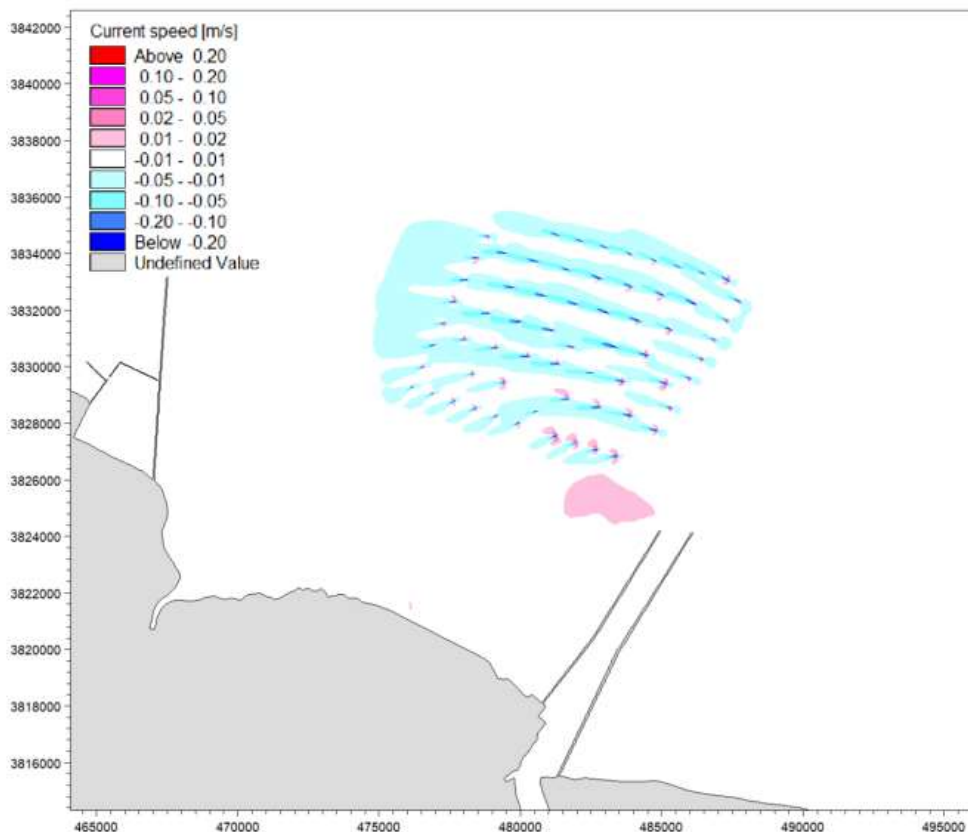 Current speed [m/s]
Above 0.20
0.10 - 0.20
0.05 - 0.10
0.02 - 0.05
0.01 - 0.02
-0.01 - 0.01
-0.05 - -0.01
-0.10 - -0.05
-0.20 - -0.10
Below -0.20
Undefined Value
3842000
3840000
3838000
3836000
3834000
3832000
3830000
3828000
3826000
3824000
3822000
3820000
3818000
3816000
465000 470000 475000 480000 485000 490000 495000